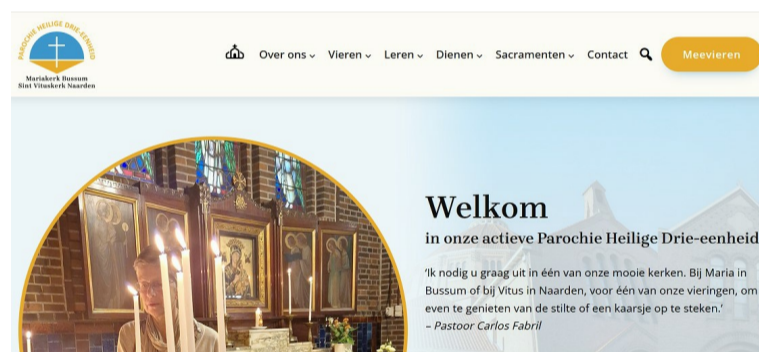 PAROCHIE HEILIGE DRIE-EENHEID
Mariakerk Bussum
Sint Vituskerk Naarden
Over ons
Vieren
Leren
Dienen
Sacramenten
Contact
Meevieren
Welkom
in onze actieve Parochie Heilige Drie-eenheid
‘Ik nodig u graag uit in één van onze mooie kerken. Bij Maria in
Bussum of bij Vitus in Naarden, voor één van onze vieringen, om
even te genieten van de stilte of een kaarsje op te steken.’
– Pastoor Carlos Fabril